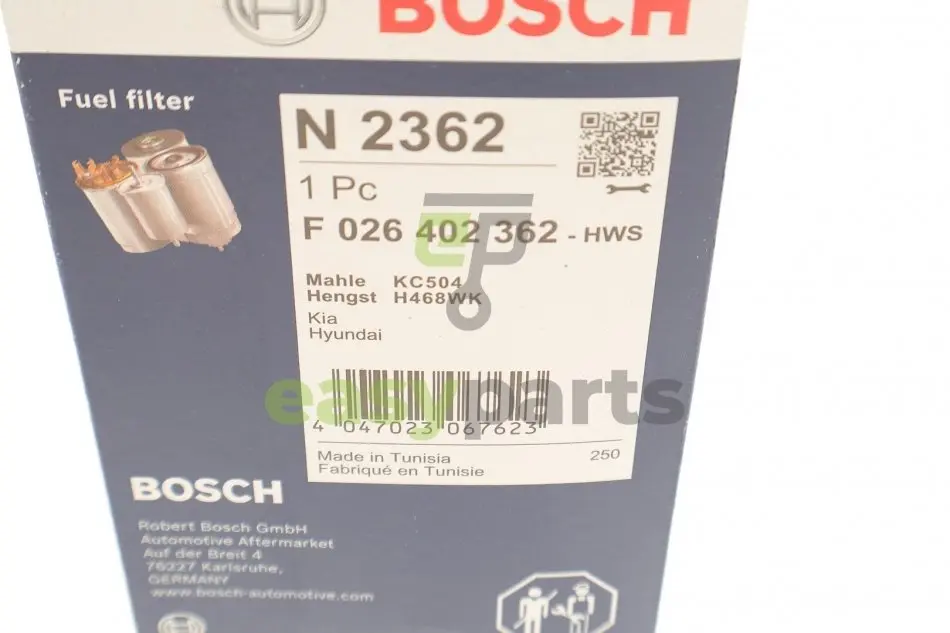 BOSCH
Fuel filter
N 2362
1 Pc
F 026 402 362 - HWS
Mahle KC504
Hengst H468WK
Kia
Hyundai
easyparts
4 047023 067623
Made in Tunisia 250
Fabriqué en Tunisie
BOSCH
Robert Bosch GmbH
Automotive Aftermarket
Auf der Breit 4
76227 Karlsruhe,
GERMANY
www.bosch-automotive.com